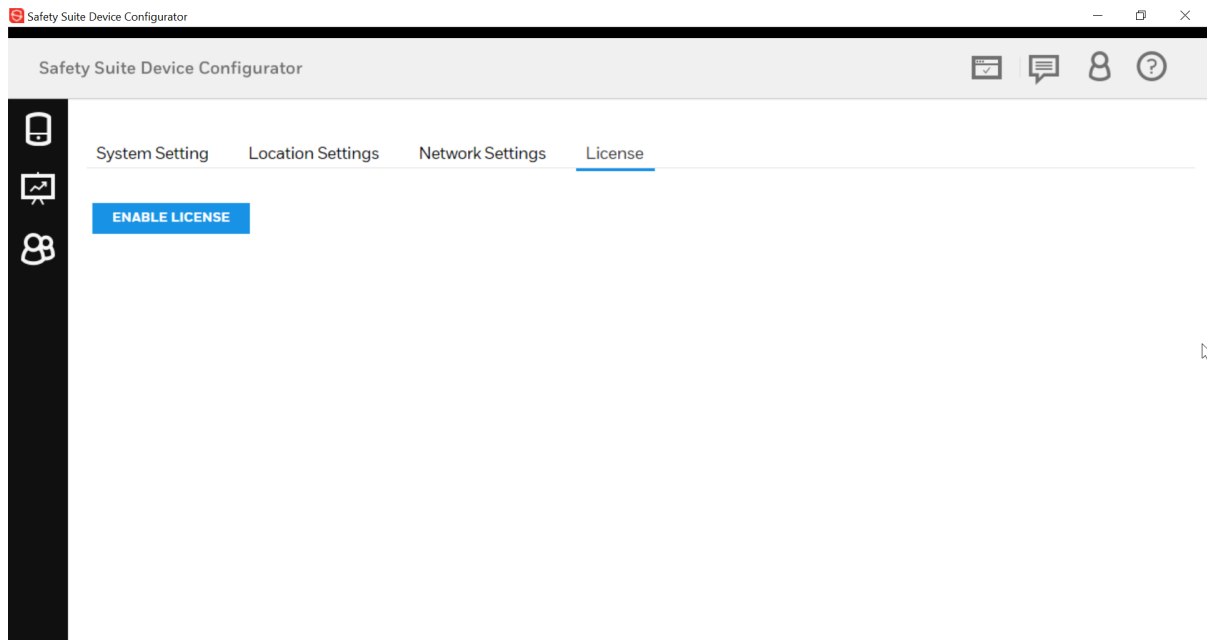 Safety Suite Device Configurator
Safety Suite Device Configurator
System Setting Location Settings Network Settings License
ENABLE LICENSE